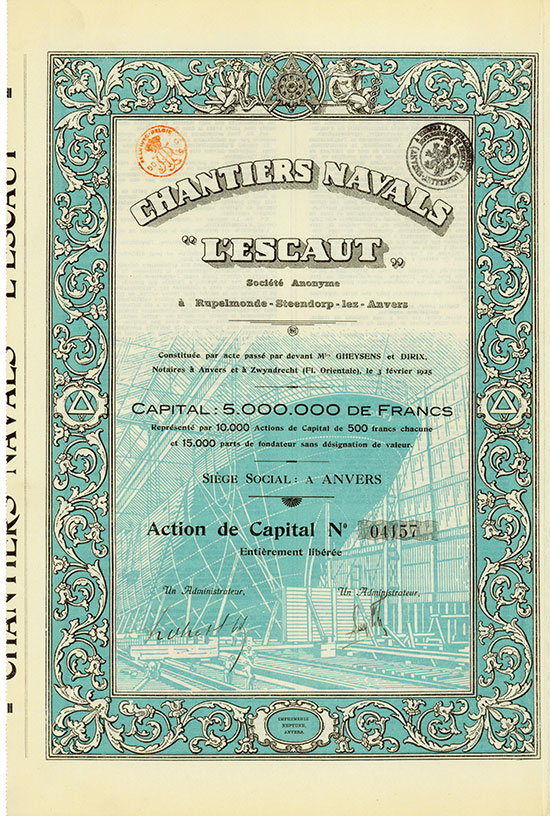 CHANTIERS NAVALS
"L'ESCAUT"
Société Anonyme
à Rupelmonde-Steendorp-lez-Anvers
Constituée par acte passé par devant Mtres GHEYSENS et DIRIX,
Notaires à Anvers et à Zwyndrecht (Fl. Orientale), le 3 février 1925
CAPITAL : 5.000.000 DE FRANCS
Représenté par 10.000 Actions de Capital de 500 francs chacune
et 15.000 parts de fondateur sans désignation de valeur.
SIÈGE SOCIAL : A ANVERS
Action de Capital No 04157
Entièrement libérée
Un Administrateur,
Un Administrateur,
IMPRIMERIE
NEPTUNE,
ANVERS.
CHANTIERS NAVALS L'ESCAUT